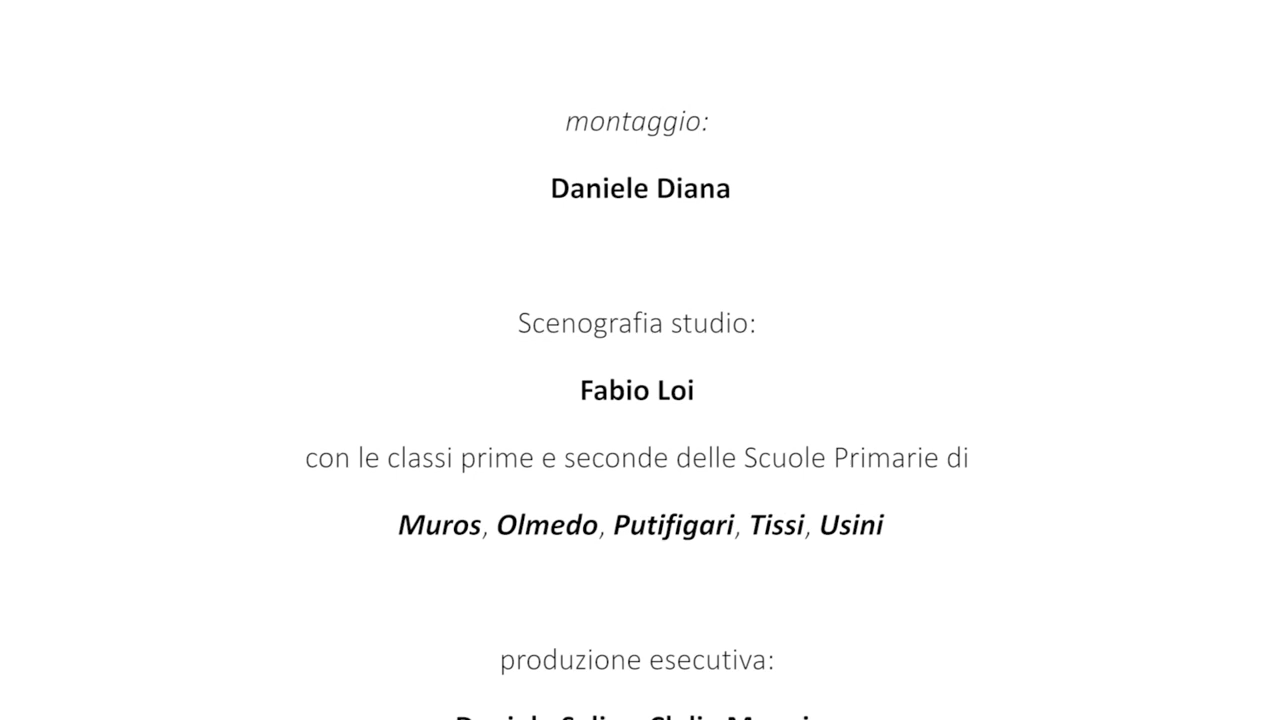 montaggio:
Daniele Diana
Scenografia studio:
Fabio Loi
con le classi prime e seconde delle Scuole Primarie di
Muros, Olmedo, Putifigari, Tissi, Usini
produzione esecutiva: